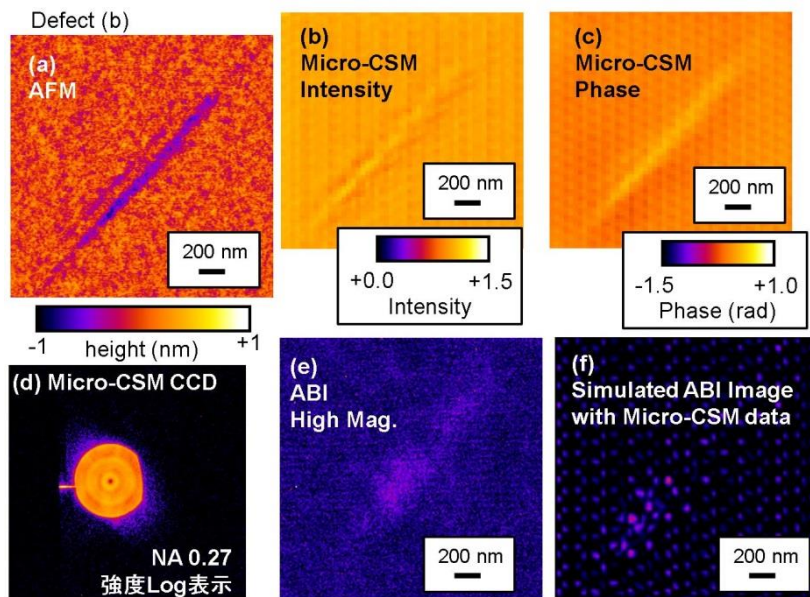 Defect (b)
(a)
AFM
200 nm
-1
height (nm)
+1
(b)
Micro-CSM
Intensity
200 nm
+0.0
+1.5
Intensity
(c)
Micro-CSM
Phase
200 nm
-1.5
1.0
Phase (rad)
(d) Micro-CSM CCD
NA 0.27
強度Log表示
(e)
ABI
High Mag.
200 nm
(f)
Simulated ABI Image
with Micro-CSM data
200 nm